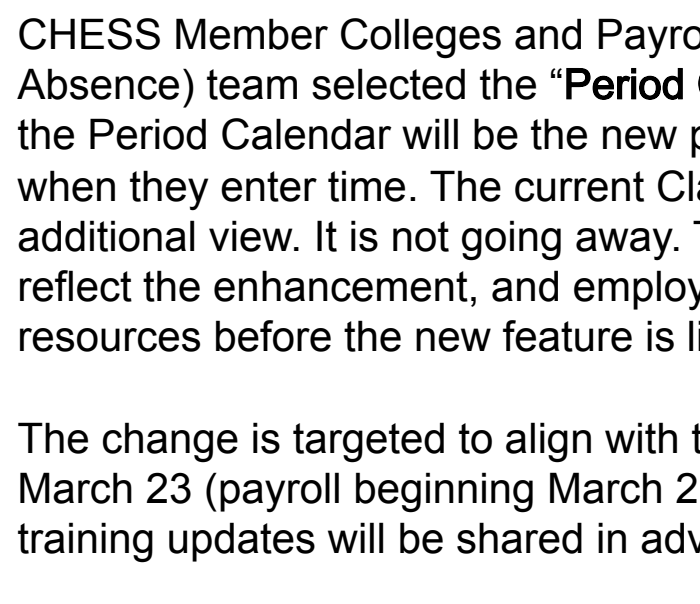 CHESS Member Colleges and Payro
Absence) team selected the “Period
the Period Calendar will be the new p
when they enter time. The current Cla
additional view. It is not going away. T
reflect the enhancement, and employ
resources before the new feature is li
The change is targeted to align with t
March 23 (payroll beginning March 2
training updates will be shared in adv